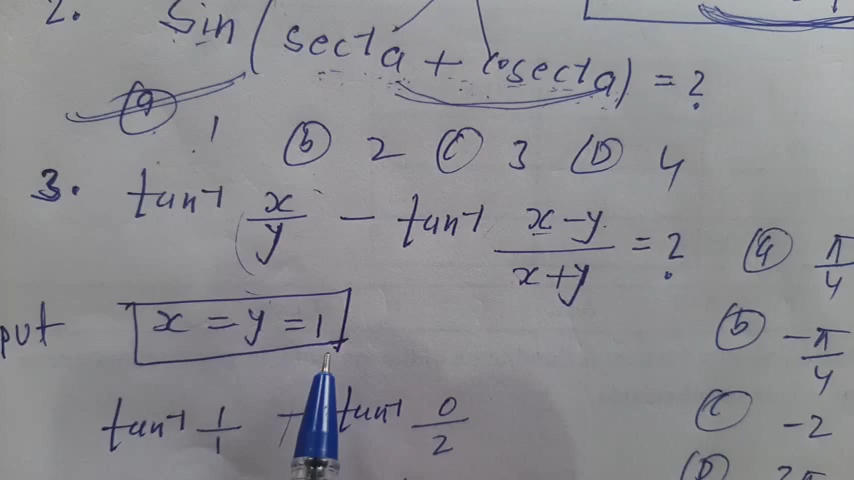 2. Sin (sec⁻¹a + cosec⁻¹a) = ?
(a) 1 (b) 2 (c) 3 (D) 4
3. tan⁻¹ x/y - tan⁻¹ x-y/x+y = ?
(a) π/4
(b) -π/4
(c) -2
(D)
put x = y = 1
tan⁻¹ 1/1 tan⁻¹ 0/2